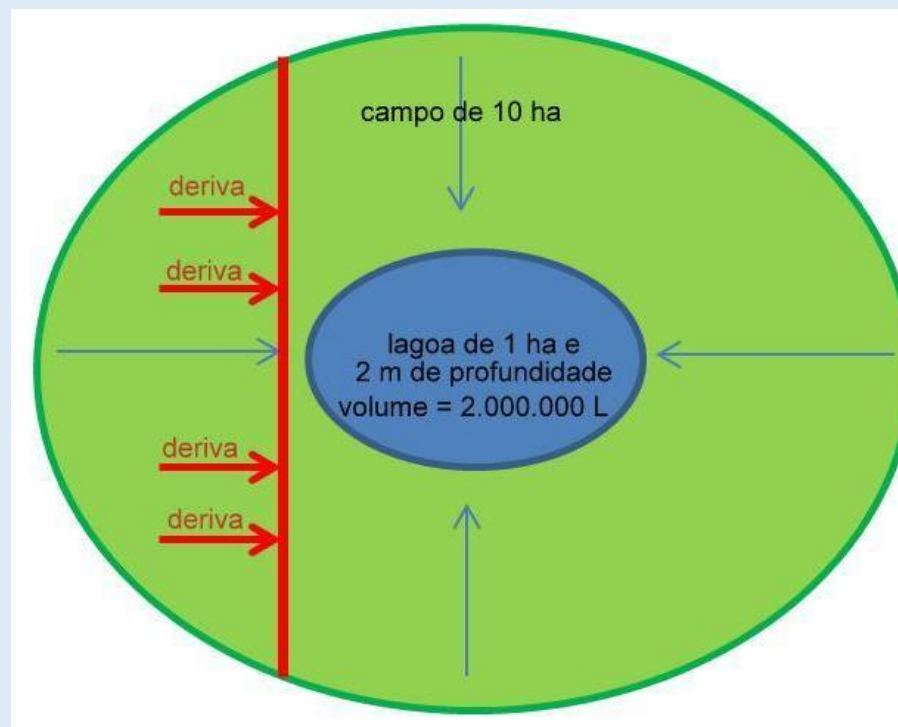 campo de 10 ha
deriva
deriva
lagoa de 1 ha e
2 m de profundidade
volume = 2.000.000 L
deriva
deriva